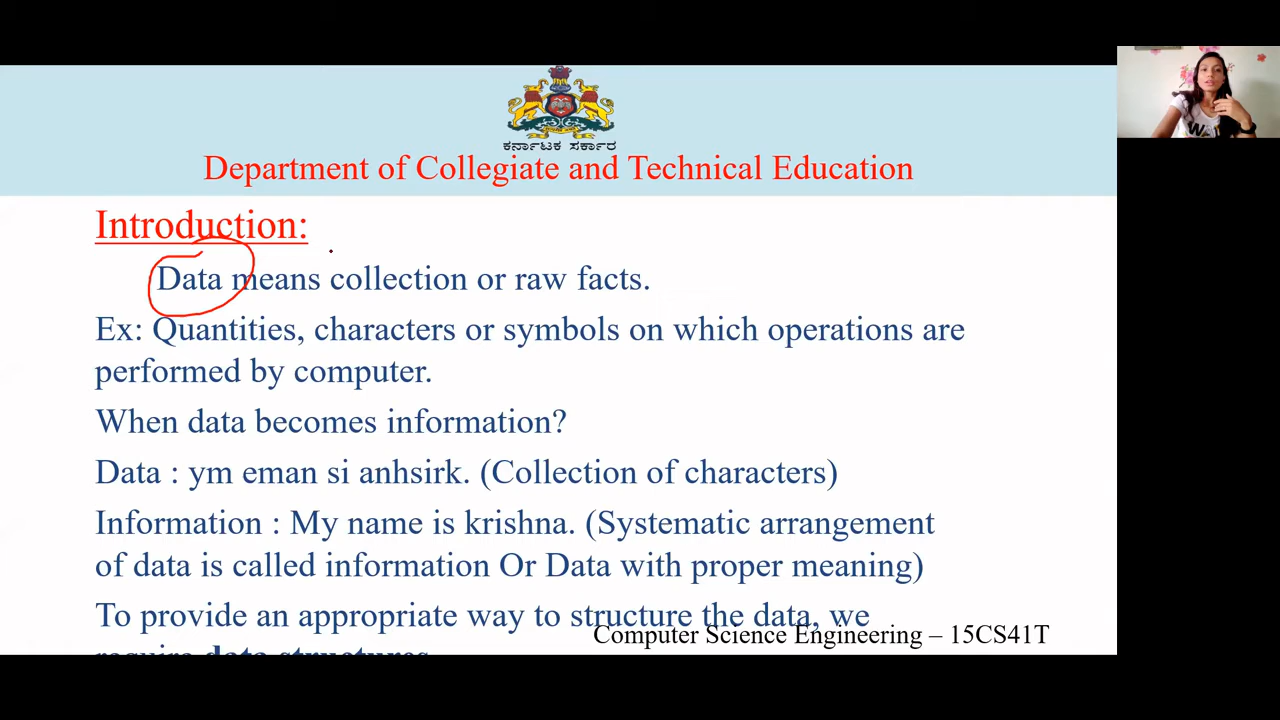 ಕರ್ನಾಟಕ ಸರ್ಕಾರ
Department of Collegiate and Technical Education
Introduction:
Data means collection or raw facts.
Ex: Quantities, characters or symbols on which operations are
performed by computer.
When data becomes information?
Data : ym eman si anhsirk. (Collection of characters)
Information : My name is krishna. (Systematic arrangement
of data is called information Or Data with proper meaning)
To provide an appropriate way to structure the data, we
require data structures
Computer Science Engineering – 15CS41T